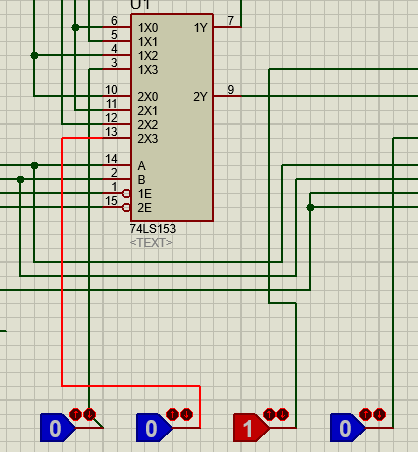 U1
6 1X0 1Y 7
5 1X1
4 1X2
3 1X3
10 2X0 2Y 9
11 2X1
12 2X2
13 2X3
14 A
2 B
1 1E
15 2E
74LS153
<TEXT>
0 0 1 0